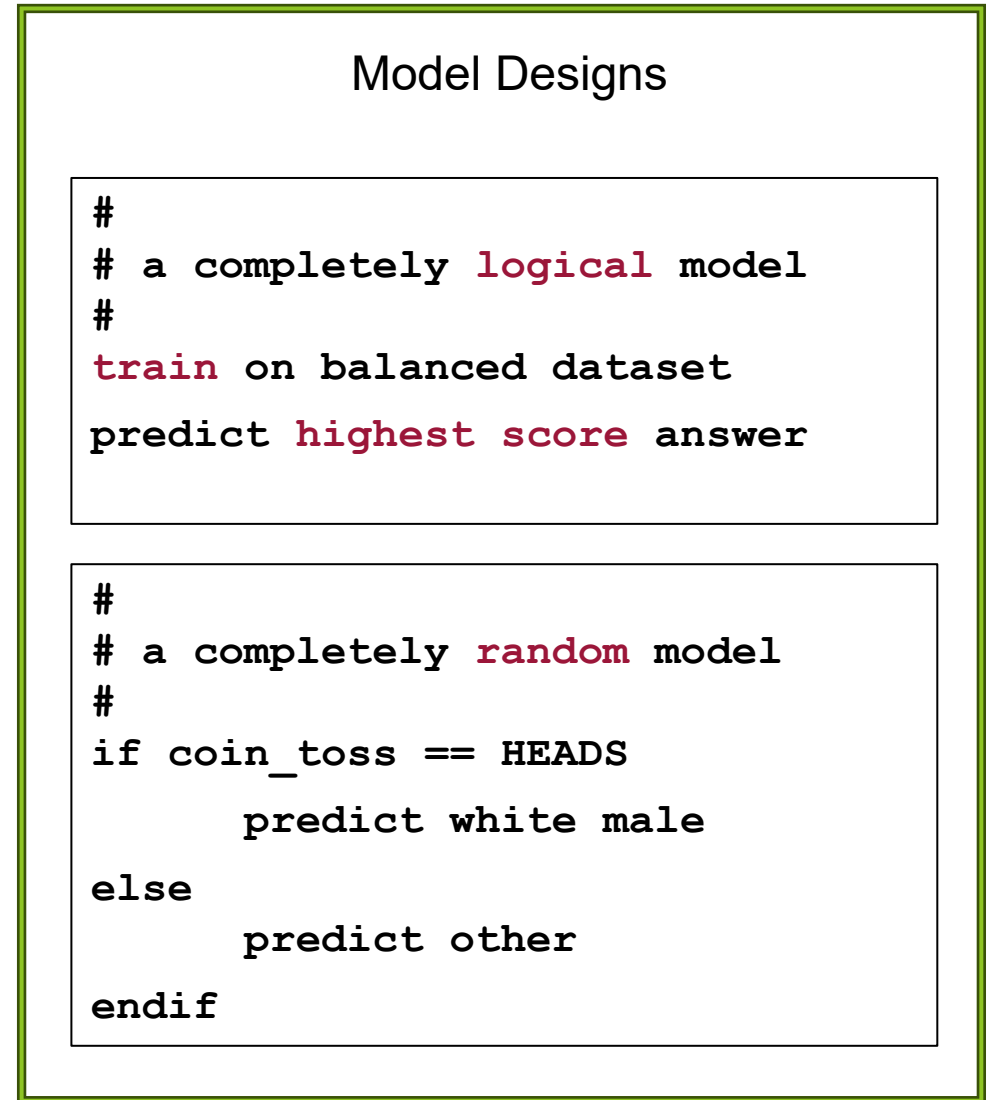 Model Designs
#
# a completely logical model
#
train on balanced dataset
predict highest score answer
#
# a completely random model
#
if coin_toss == HEADS
predict white male
else
predict other
endif